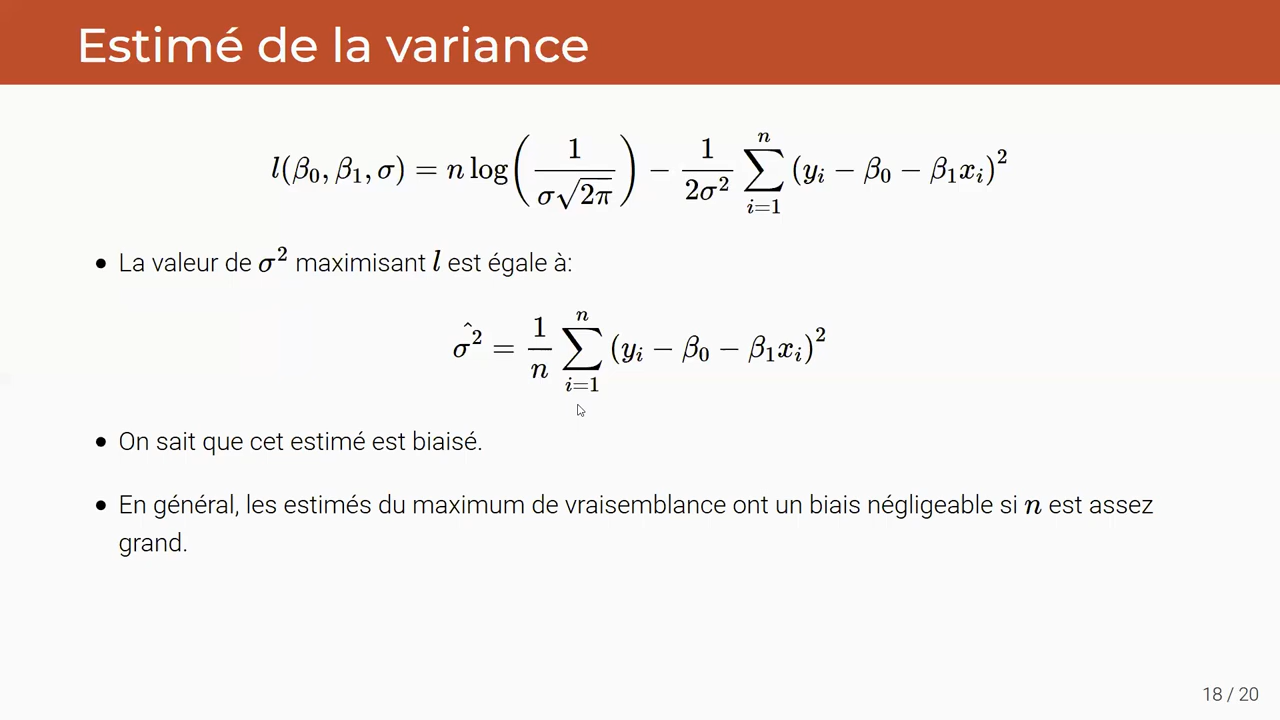 Estimé de la variance
l(β₀, β₁, σ) = n log(1/(σ√(2π))) − 1/(2σ²) ∑ᵢ₌₁ⁿ (yᵢ − β₀ − β₁xᵢ)²
• La valeur de σ² maximisant l est égale à:
σ̂² = 1/n ∑ᵢ₌₁ⁿ (yᵢ − β₀ − β₁xᵢ)²
• On sait que cet estimé est biaisé.
• En général, les estimés du maximum de vraisemblance ont un biais négligeable si n est assez
grand.
18 / 20